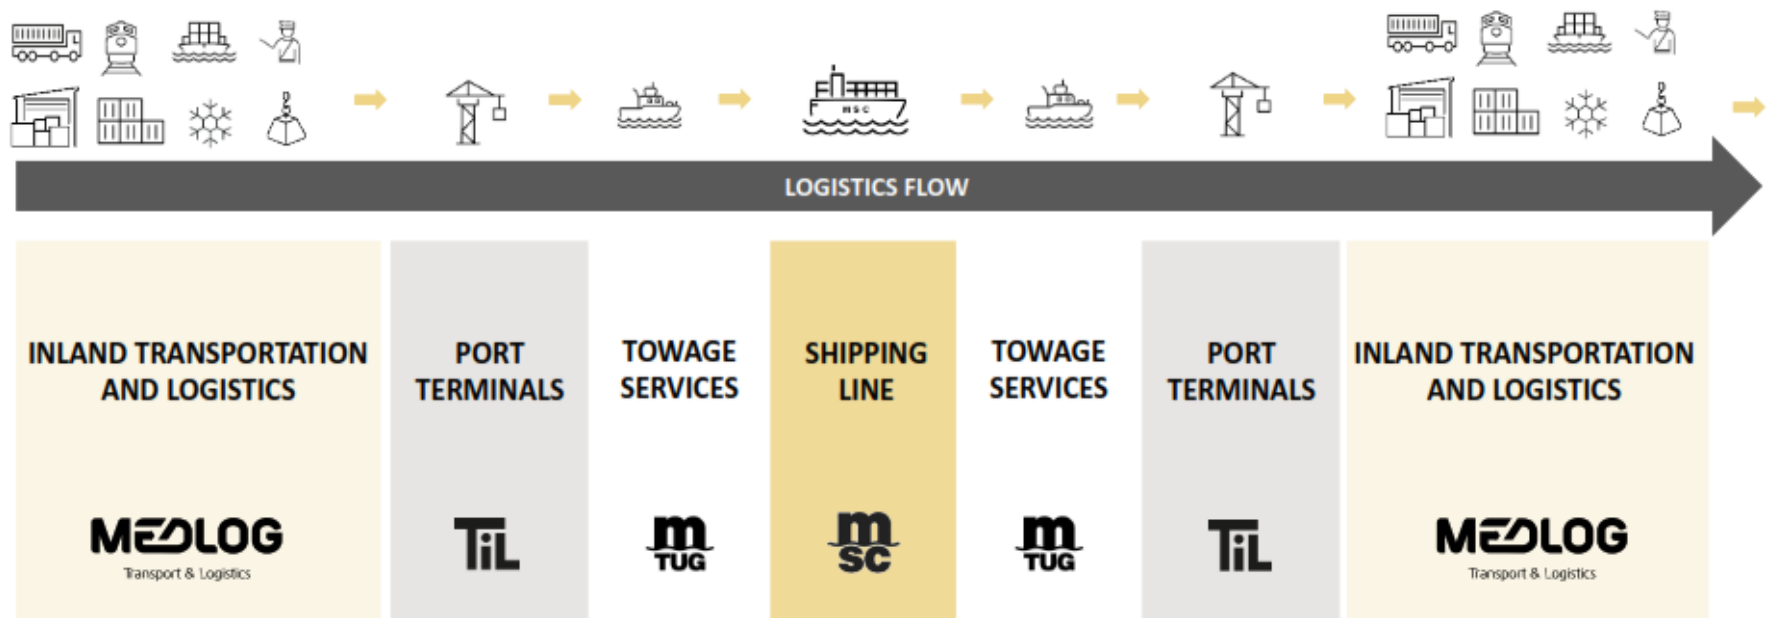 MSC
LOGISTICS FLOW
INLAND TRANSPORTATION
AND LOGISTICS
PORT
TERMINALS
TOWAGE
SERVICES
SHIPPING
LINE
TOWAGE
SERVICES
PORT
TERMINALS
INLAND TRANSPORTATION
AND LOGISTICS
MEDLOG
Transport & Logistics
TiL
m
TUG
m
SC
m
TUG
TiL
MEDLOG
Transport & Logistics